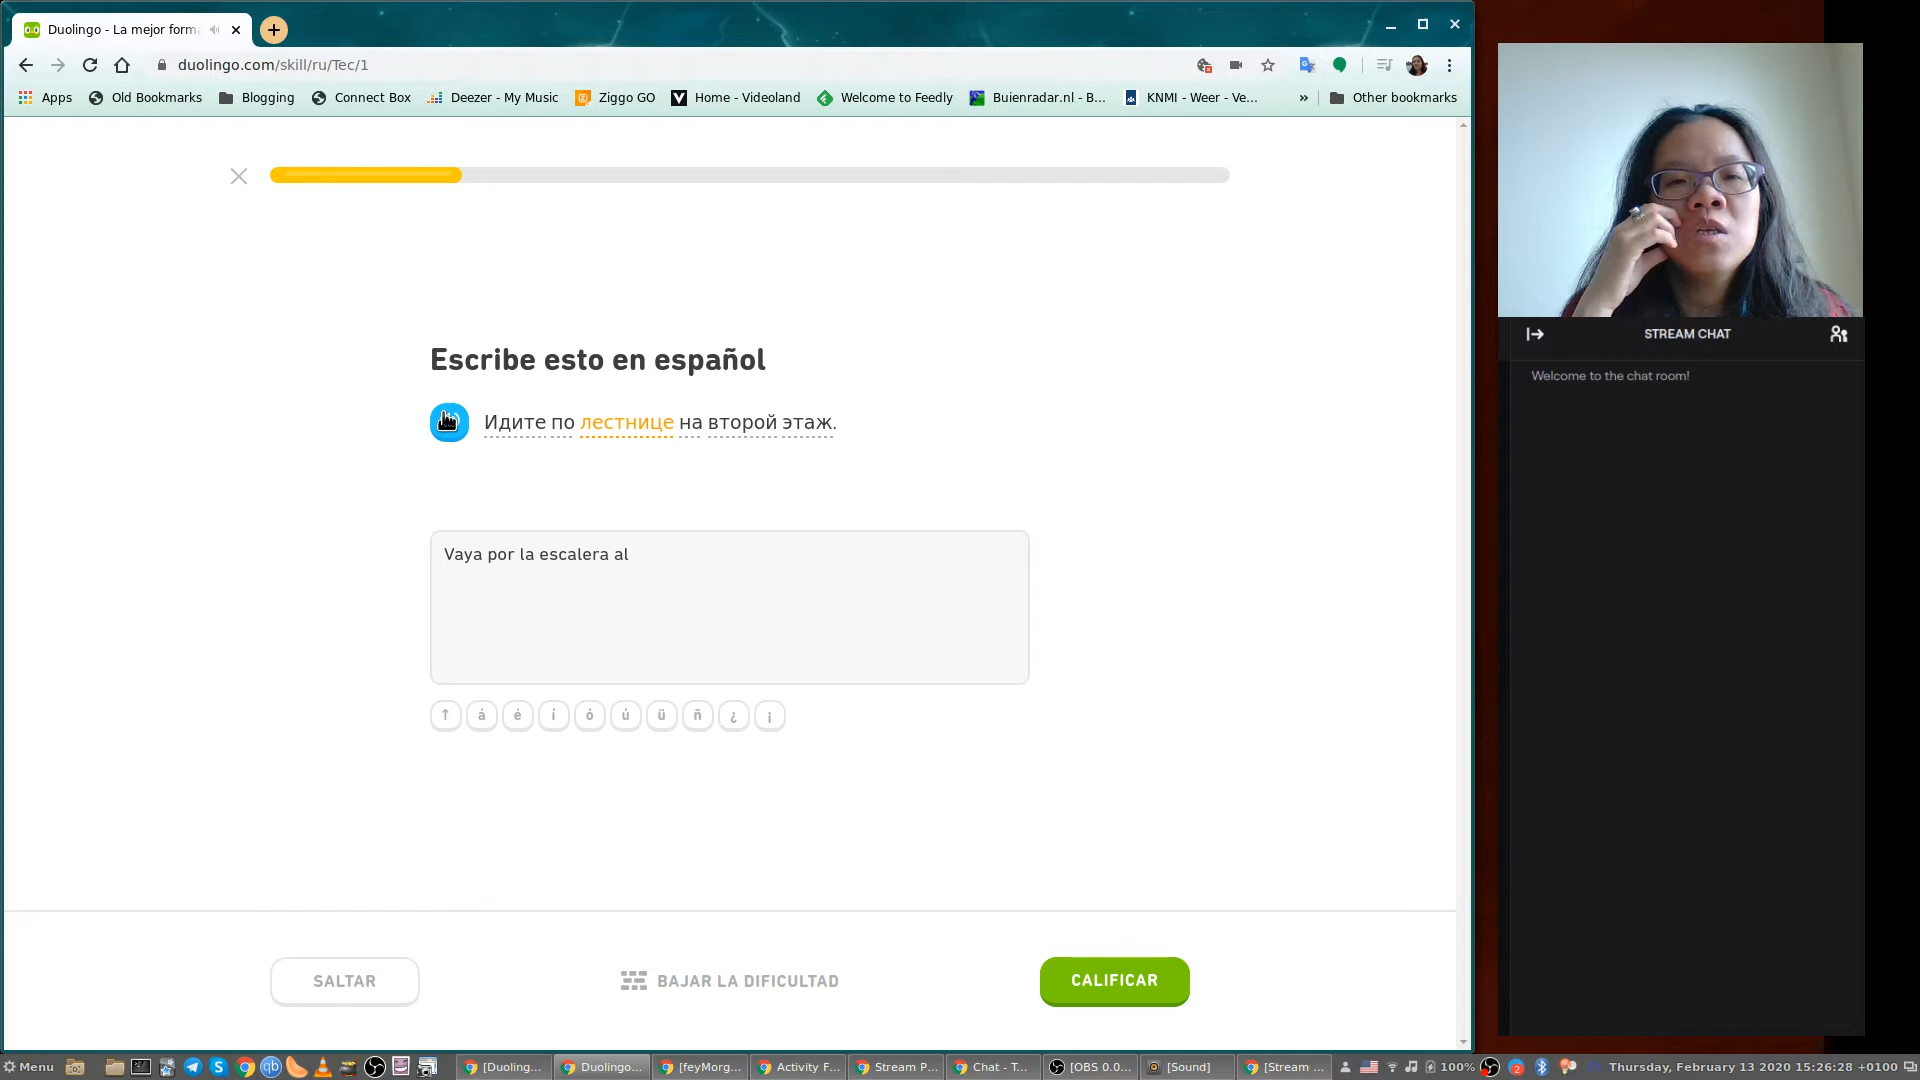 Duolingo - La mejor form
duolingo.com/skill/ru/Tec/1
Apps
Old Bookmarks
Blogging
Connect Box
Deezer - My Music
Ziggo GO
Home - Videoland
Welcome to Feedly
Buienradar.nl - B...
KNMI - Weer - Ve...
»
Other bookmarks
Escribe esto en español
Идите по лестнице на второй этаж.
Vaya por la escalera al
↑ á é í ó ú ü ñ ¿ ¡
SALTAR
BAJAR LA DIFICULTAD
CALIFICAR
STREAM CHAT
Welcome to the chat room!
Menu
[Duoling...
Duolingo...
[feyMorg...
Activity F...
Stream P...
Chat - T...
[OBS 0.0...
[Sound]
[Stream ...
100%
2
Thursday, February 13 2020 15:26:28 +0100